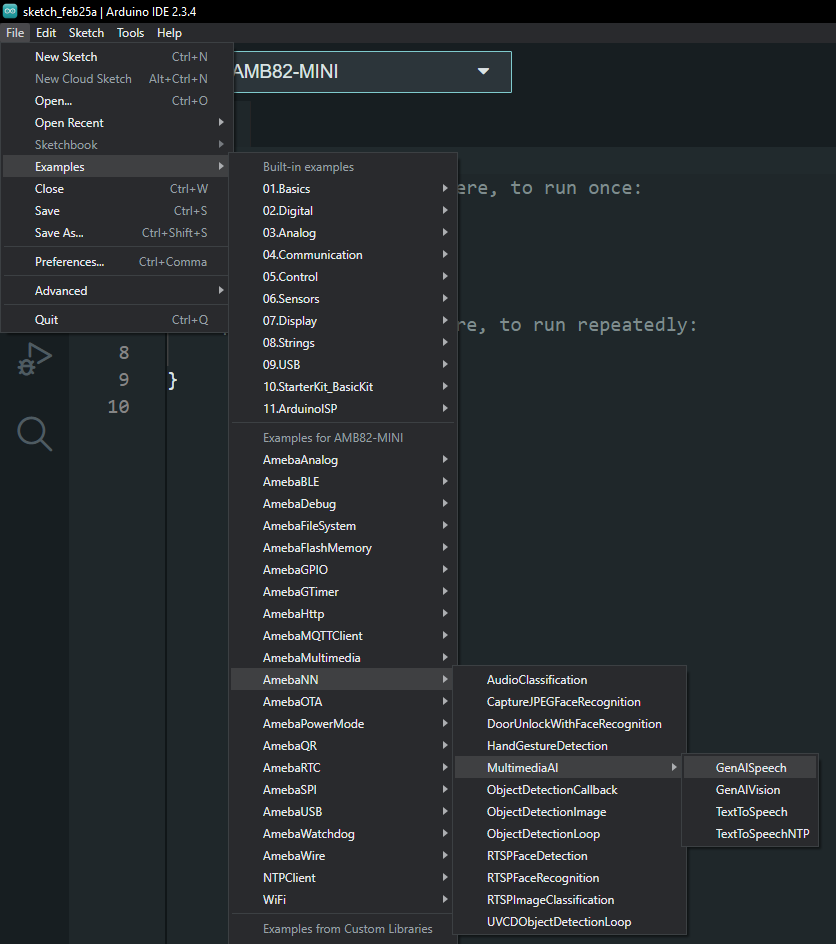 sketch_feb25a | Arduino IDE 2.3.4
File Edit Sketch Tools Help
New Sketch Ctrl+N
New Cloud Sketch Alt+Ctrl+N
Open... Ctrl+O
Open Recent
Sketchbook
Examples
Close Ctrl+W
Save Ctrl+S
Save As... Ctrl+Shift+S
Preferences... Ctrl+Comma
Advanced
Quit Ctrl+Q
AMB82-MINI
ere, to run once:
re, to run repeatedly:
8
9 }
10
Built-in examples
01.Basics
02.Digital
03.Analog
04.Communication
05.Control
06.Sensors
07.Display
08.Strings
09.USB
10.StarterKit_BasicKit
11.ArduinoISP
Examples for AMB82-MINI
AmebaAnalog
AmebaBLE
AmebaDebug
AmebaFileSystem
AmebaFlashMemory
AmebaGPIO
AmebaGTimer
AmebaHttp
AmebaMQTTClient
AmebaMultimedia
AmebaNN
AmebaOTA
AmebaPowerMode
AmebaQR
AmebaRTC
AmebaSPI
AmebaUSB
AmebaWatchdog
AmebaWire
NTPClient
WiFi
Examples from Custom Libraries
AudioClassification
CaptureJPEGFaceRecognition
DoorUnlockWithFaceRecognition
HandGestureDetection
MultimediaAI
ObjectDetectionCallback
ObjectDetectionImage
ObjectDetectionLoop
RTSPFaceDetection
RTSPFaceRecognition
RTSPImageClassification
UVCDObjectDetectionLoop
GenAISpeech
GenAIVision
TextToSpeech
TextToSpeechNTP